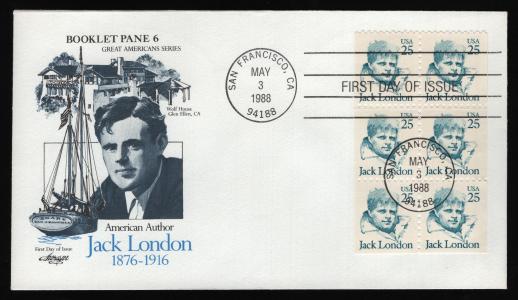 BOOKLET PANE 6
GREAT AMERICANS SERIES
Wolf House
Glen Ellen, CA
American Author
Jack London
1876-1916
First Day of Issue
SAN FRANCISCO, CA
MAY
3
1988
94188
FIRST DAY OF ISSUE
USA
25
USA
25
Jack London
Jack London
USA
25
USA
25
Jack London
Jack London
USA
25
USA
25
Jack London
Jack London
SAN FRANCISCO, CA
MAY
3
1988
94188